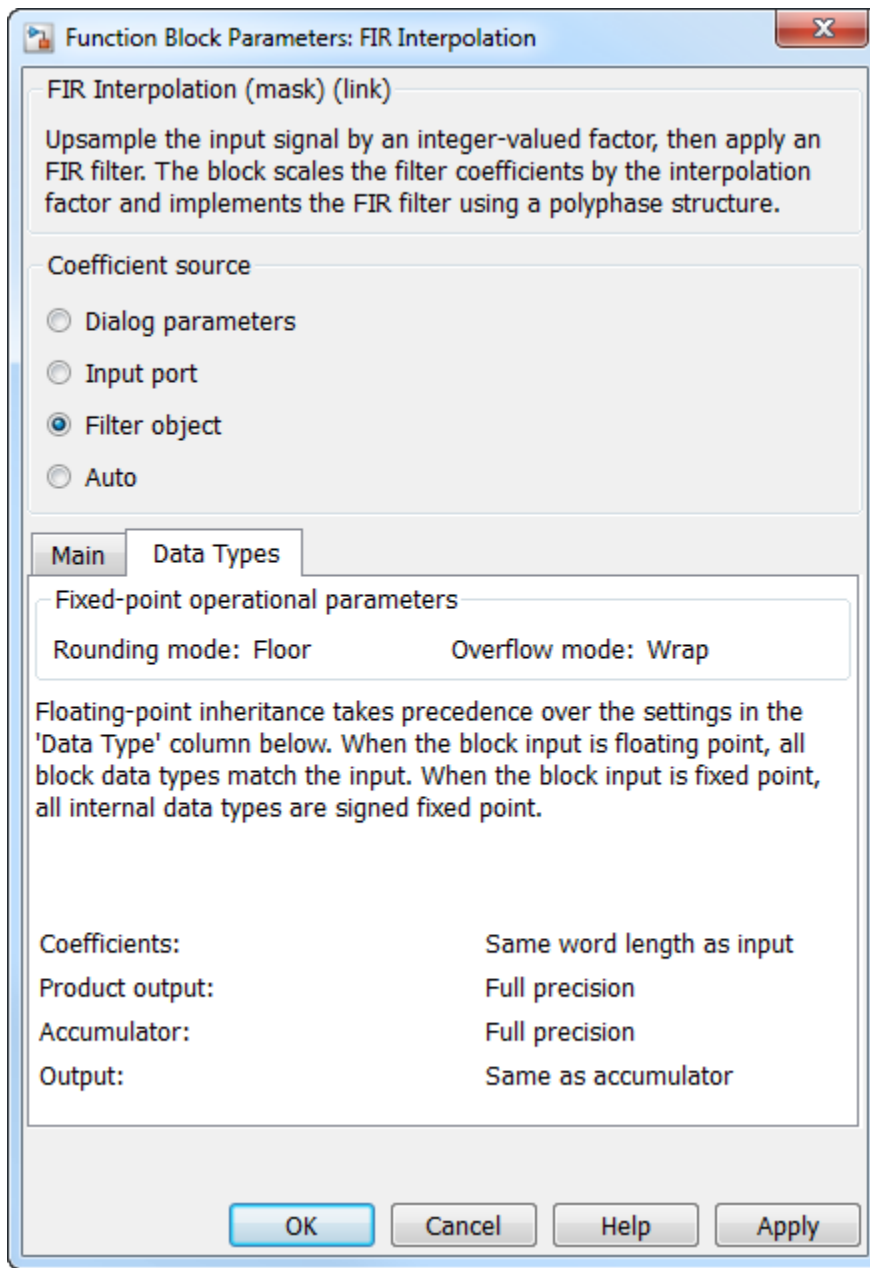 Function Block Parameters: FIR Interpolation
X
FIR Interpolation (mask) (link)
Upsample the input signal by an integer-valued factor, then apply an
FIR filter. The block scales the filter coefficients by the interpolation
factor and implements the FIR filter using a polyphase structure.
Coefficient source
Dialog parameters
Input port
Filter object
Auto
Main Data Types
Fixed-point operational parameters
Rounding mode: Floor Overflow mode: Wrap
Floating-point inheritance takes precedence over the settings in the
'Data Type' column below. When the block input is floating point, all
block data types match the input. When the block input is fixed point,
all internal data types are signed fixed point.
Coefficients: Same word length as input
Product output: Full precision
Accumulator: Full precision
Output: Same as accumulator
OK Cancel Help Apply